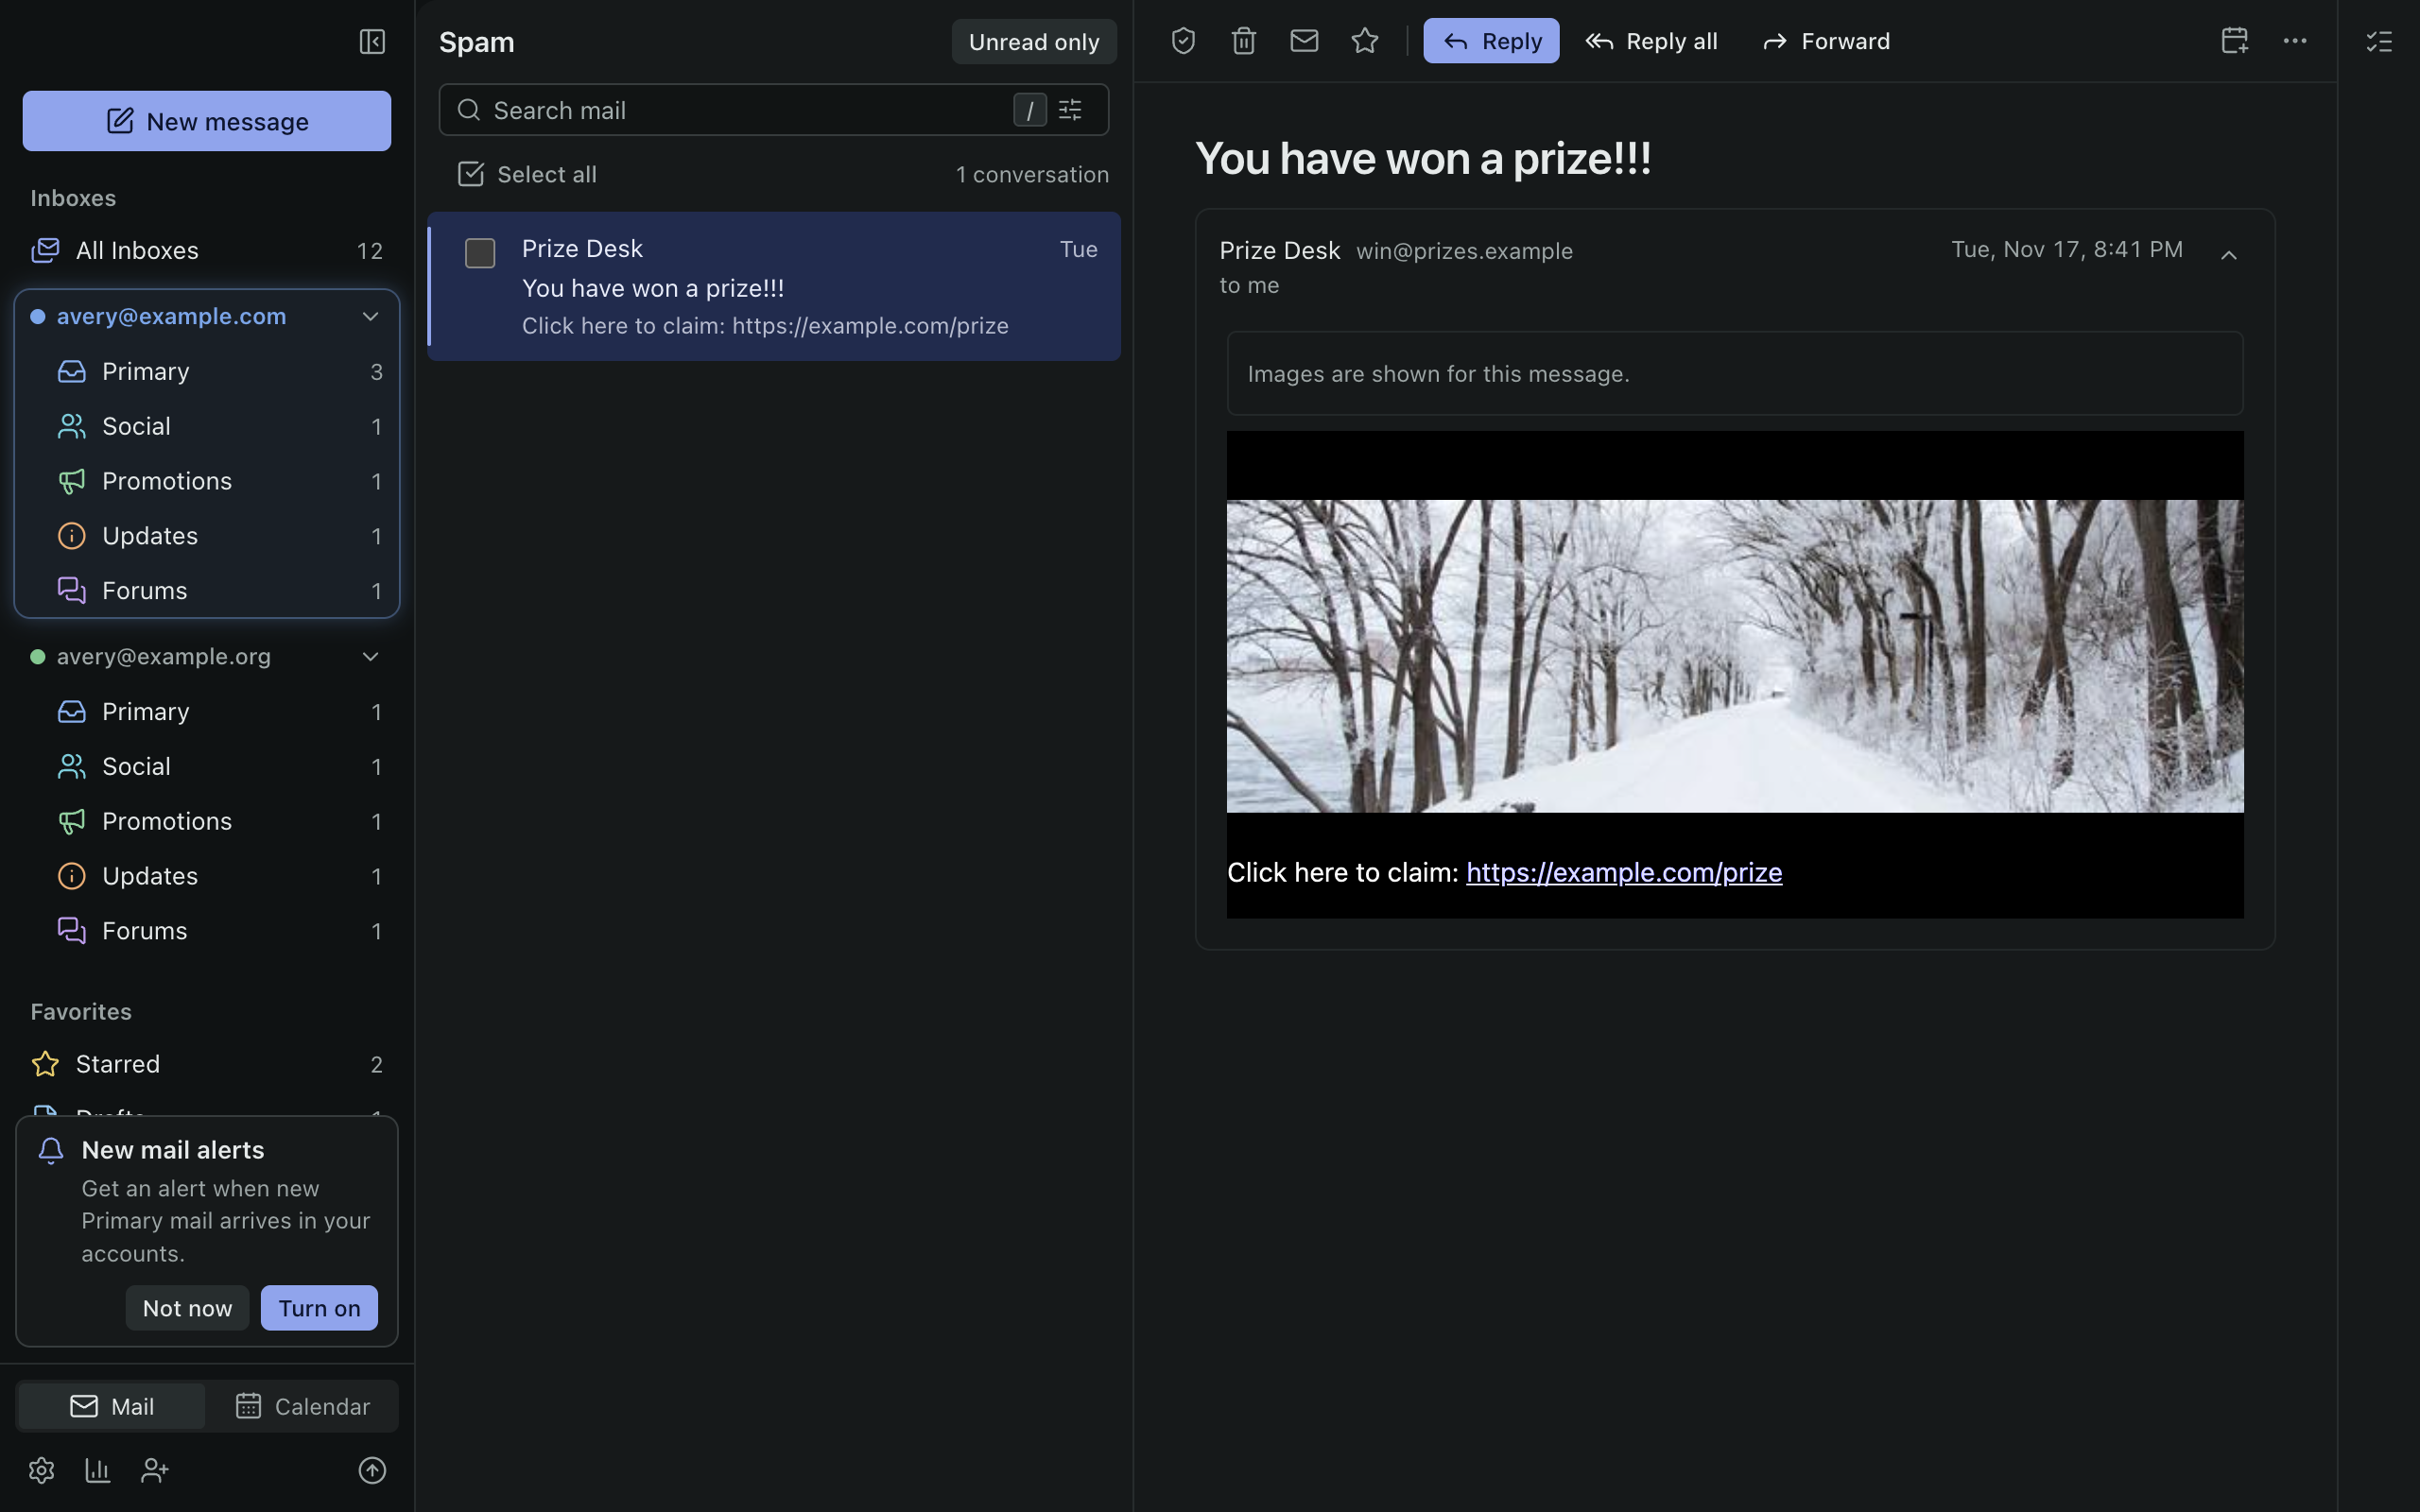 New message
Inboxes
All Inboxes 12
avery@example.com
Primary 3
Social 1
Promotions 1
Updates 1
Forums 1
avery@example.org
Primary 1
Social 1
Promotions 1
Updates 1
Forums 1
Favorites
Starred 2
Drafts 1
New mail alerts
Get an alert when new
Primary mail arrives in your
accounts.
Not now Turn on
Mail Calendar
Spam Unread only
Search mail /
Select all 1 conversation
Prize Desk Tue
You have won a prize!!!
Click here to claim: https://example.com/prize
Reply Reply all Forward
You have won a prize!!!
Prize Desk win@prizes.example Tue, Nov 17, 8:41 PM
to me
Images are shown for this message.
Click here to claim: https://example.com/prize